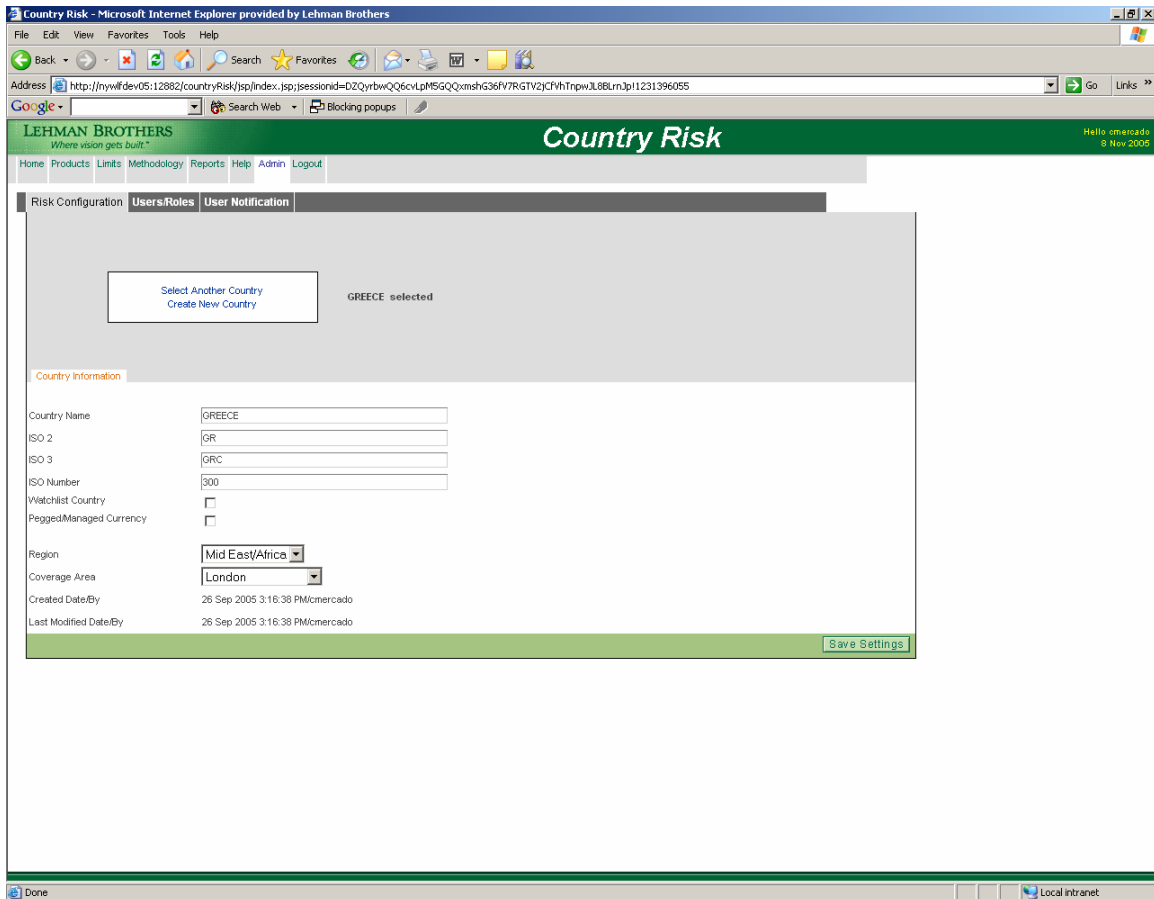 Country Risk - Microsoft Internet Explorer provided by Lehman Brothers
File Edit View Favorites Tools Help
Back Search Favorites
Address http://nywlfdev05:12882/countryRisk/jsp/index.jsp;jsessionid=DZQyrbwQQ6cvLpM5GQQxmshG36fV7RGTV2jCfVhTnpwJL8BLrnJp!1231396055 Go Links »
Google Search Web Blocking popups
LEHMAN BROTHERS
Where vision gets built.
Country Risk
Hello cmercado
8 Nov 2005
Home Products Limits Methodology Reports Help Admin Logout
Risk Configuration Users/Roles User Notification
Select Another Country
Create New Country
GREECE selected
Country Information
Country Name GREECE
ISO 2 GR
ISO 3 GRC
ISO Number 300
Watchlist Country
Pegged/Managed Currency
Region Mid East/Africa
Coverage Area London
Created Date/By 26 Sep 2005 3:16:38 PM/cmercado
Last Modified Date/By 26 Sep 2005 3:16:38 PM/cmercado
Save Settings
Done Local intranet